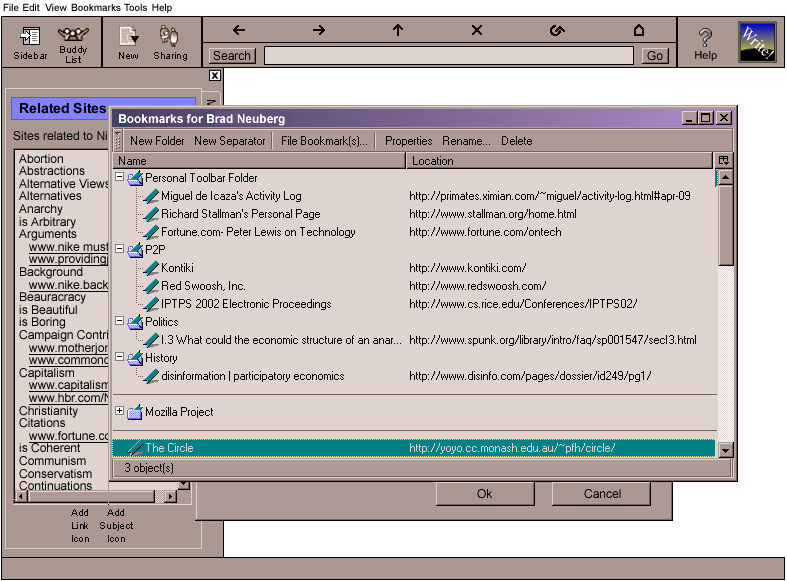 File Edit View Bookmarks Tools Help
Sidebar
Buddy List
New
Sharing
Search
Go
Help
Write!
Related Sites
Sites related to Ni
Abortion
Abstractions
Alternative Views
Alternatives
Anarchy
is Arbitrary
Arguments
www.nike must
www.providing
Background
www.nike.back
Beauracracy
is Beautiful
is Boring
Campaign Contri
www.motherjor
www.commonc
Capitalism
www.capitalism
www.hbr.com/N
Christianity
Citations
www.fortune.co
is Coherent
Communism
Conservatism
Continuations
Add Link Icon
Add Subject Icon
Bookmarks for Brad Neuberg
New Folder New Separator File Bookmark(s)... Properties Rename... Delete
Name Location
Personal Toolbar Folder
Miguel de Icaza's Activity Log http://primates.ximian.com/~miguel/activity-log.html#apr-09
Richard Stallman's Personal Page http://www.stallman.org/home.html
Fortune.com- Peter Lewis on Technology http://www.fortune.com/ontech
P2P
Kontiki http://www.kontiki.com/
Red Swoosh, Inc. http://www.redswoosh.com/
IPTPS 2002 Electronic Proceedings http://www.cs.rice.edu/Conferences/IPTPS02/
Politics
I.3 What could the economic structure of an anar... http://www.spunk.org/library/intro/faq/sp001547/secI3.html
History
disinformation | participatory economics http://www.disinfo.com/pages/dossier/id249/pg1/
Mozilla Project
The Circle http://yoyo.cc.monash.edu.au/~pfh/circle/
3 object(s)
Ok Cancel